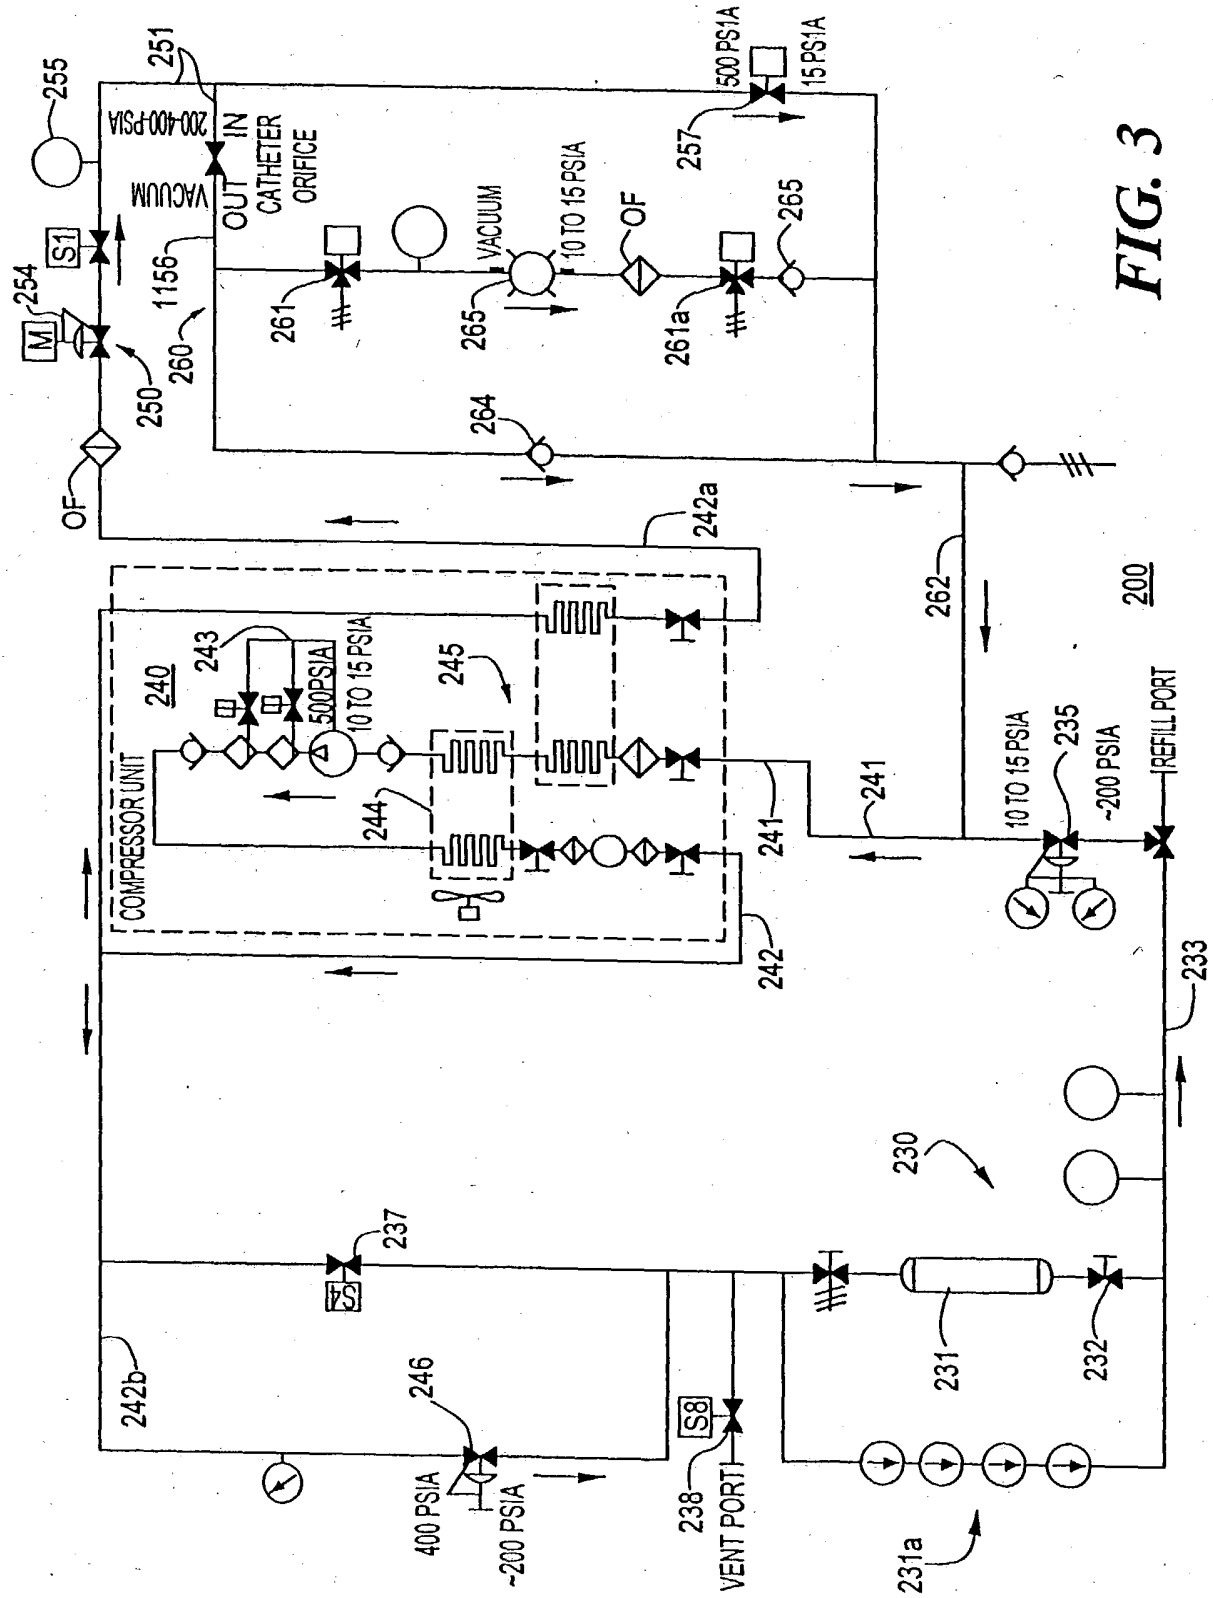 255
251
200-400-PSIA
VACUUM
S1
254
M
250
OF
1156
260
OUT IN
CATHETER
ORIFICE
500 PS1A
15 PS1A
257
261
VACUUM
265
10 TO 15 PSIA
OF
261a
265
264
242a
262
200
FIG. 3
COMPRESSOR UNIT
240
243
500PSIA
10 TO 15 PSIA
245
244
241
241
242
10 TO 15 PSIA
235
~200 PSIA
REFILL PORT
233
230
237
S4
242b
246
400 PSIA
~200 PSIA
S8
238
VENT PORT
231
232
231a